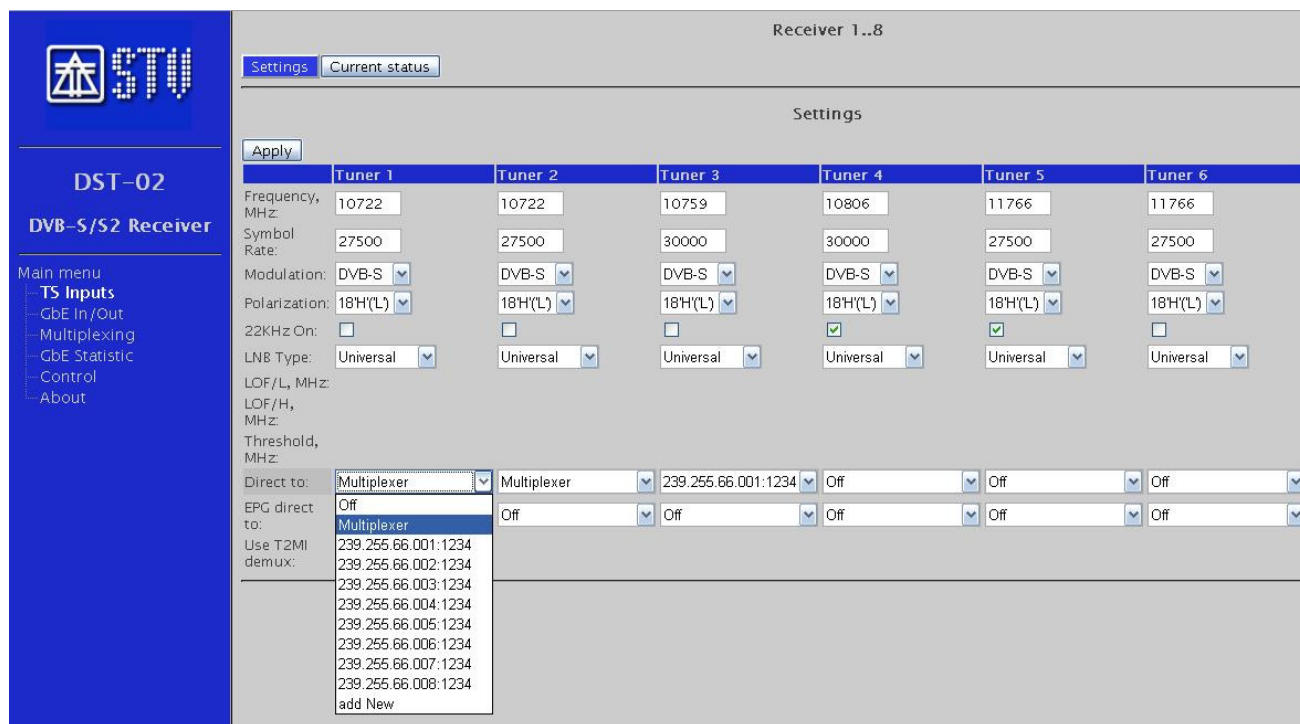 STV
DST-02
DVB-S/S2 Receiver
Main menu
TS Inputs
GbE In/Out
Multiplexing
GbE Statistic
Control
About
Receiver 1..8
Settings Current status
Settings
Apply
Tuner 1 Tuner 2 Tuner 3 Tuner 4 Tuner 5 Tuner 6
Frequency, MHz: 10722 10722 10759 10806 11766 11766
Symbol Rate: 27500 27500 30000 30000 27500 27500
Modulation: DVB-S DVB-S DVB-S DVB-S DVB-S DVB-S
Polarization: 18'H'('L') 18'H'('L') 18'H'('L') 18'H'('L') 18'H'('L') 18'H'('L')
22KHz On:
LNB Type: Universal Universal Universal Universal Universal Universal
LOF/L, MHz:
LOF/H, MHz:
Threshold, MHz:
Direct to: Multiplexer Multiplexer 239.255.66.001:1234 Off Off Off
EPG direct to: Off Off Off Off Off
Use T2MI demux:
Off
Multiplexer
239.255.66.001:1234
239.255.66.002:1234
239.255.66.003:1234
239.255.66.004:1234
239.255.66.005:1234
239.255.66.006:1234
239.255.66.007:1234
239.255.66.008:1234
add New